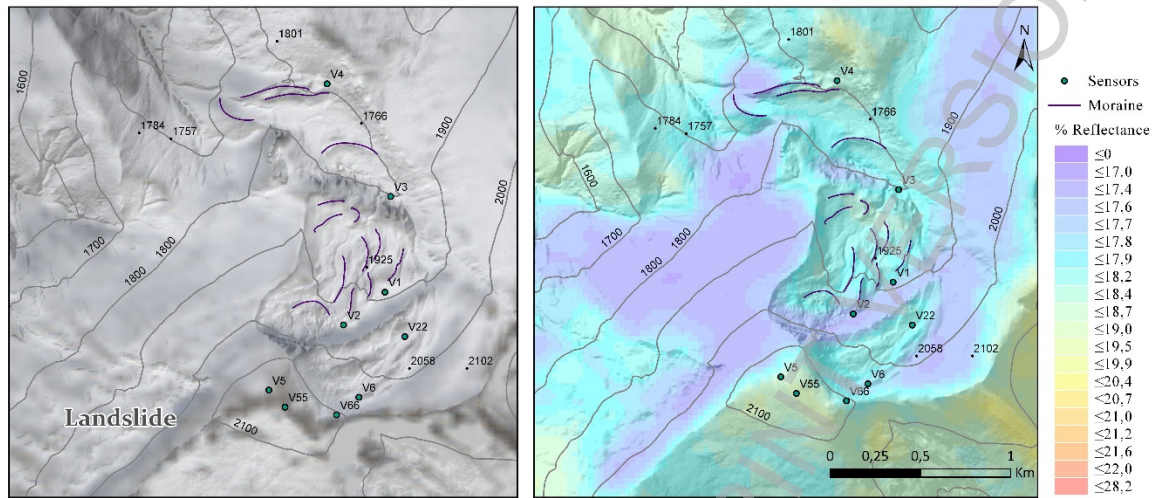 1801
V4
1766
1784
1757
1600
1900
2000
V3
1700
1800
1800
1925
V1
V2
V22
2058
2102
V5
V6
V55
V66
Landslide
2100
1801
V4
1766
1784
1757
1600
1900
2000
V3
1700
1800
1800
1925
V1
V2
V22
2058
2102
V5
V6
V55
V66
2100
0 0,25 0,5 1
Km
N
Sensors
Moraine
% Reflectance
≤0
≤17.0
≤17.4
≤17.6
≤17,7
≤17.8
≤17.9
≤18,2
≤18,4
≤18,7
≤19,0
≤19,5
≤19,9
≤20,4
≤20,7
≤21,0
≤21,2
≤21,6
≤22,0
≤28,2